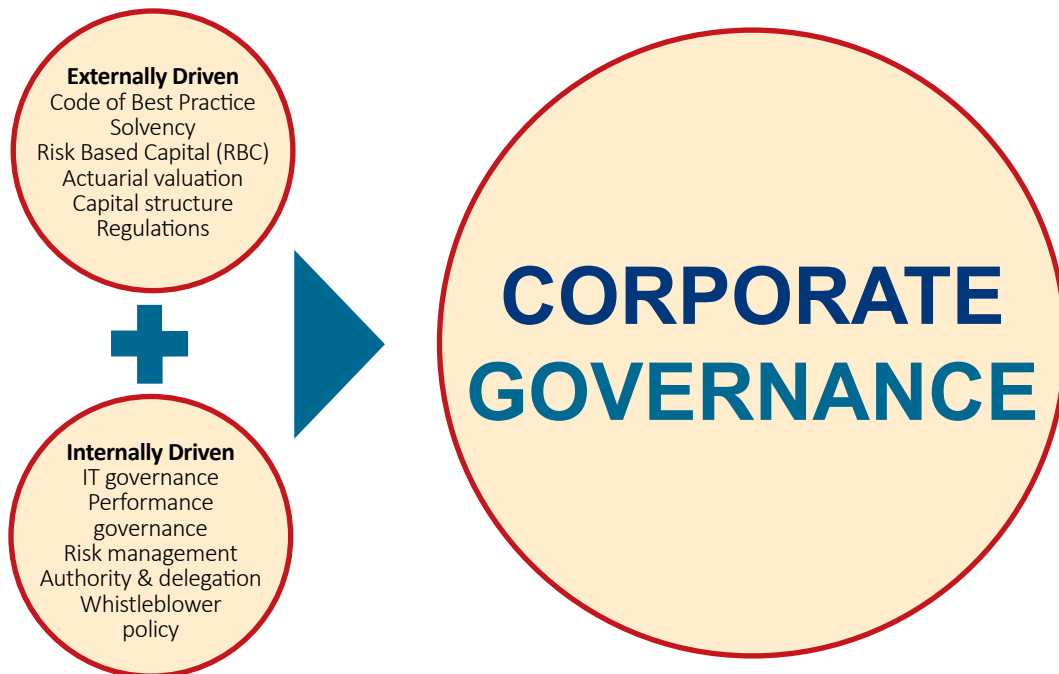 Externally Driven
Code of Best Practice
Solvency
Risk Based Capital (RBC)
Actuarial valuation
Capital structure
Regulations
Internally Driven
IT governance
Performance
governance
Risk management
Authority & delegation
Whistleblower
policy
CORPORATE
GOVERNANCE